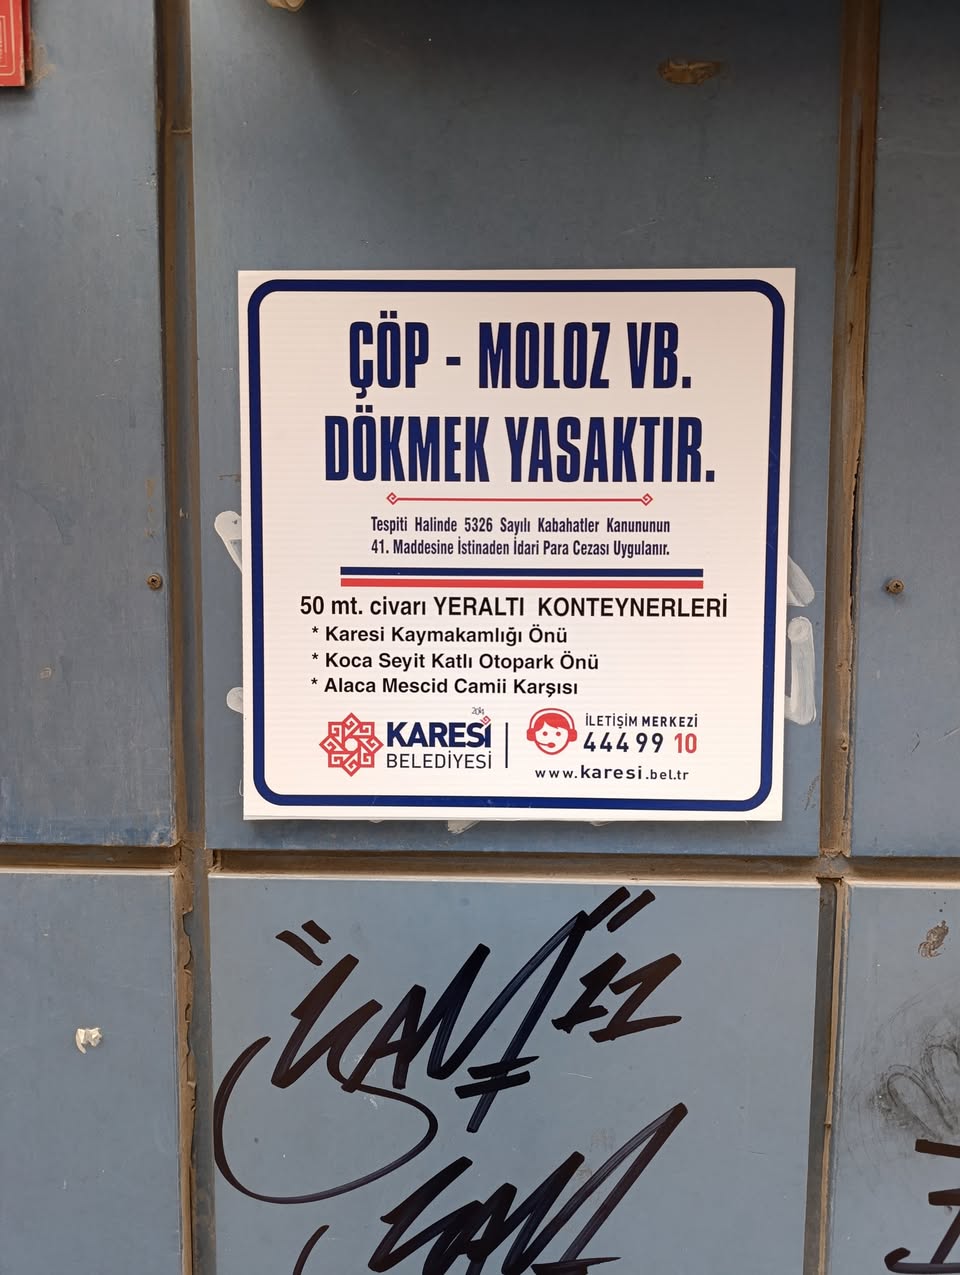 ÇÖP - MOLOZ VB.
DÖKMEK YASAKTIR.
Tespiti Halinde 5326 Sayılı Kabahatler Kanununun
41. Maddesine İstinaden İdari Para Cezası Uygulanır.
50 mt. civarı YERALTI KONTEYNERLERİ
* Karesi Kaymakamlığı Önü
* Koca Seyit Katlı Otopark Önü
* Alaca Mescid Camii Karşısı
KARESİ
BELEDİYESİ
İLETİŞİM MERKEZİ
444 99 10
www.karesi.bel.tr